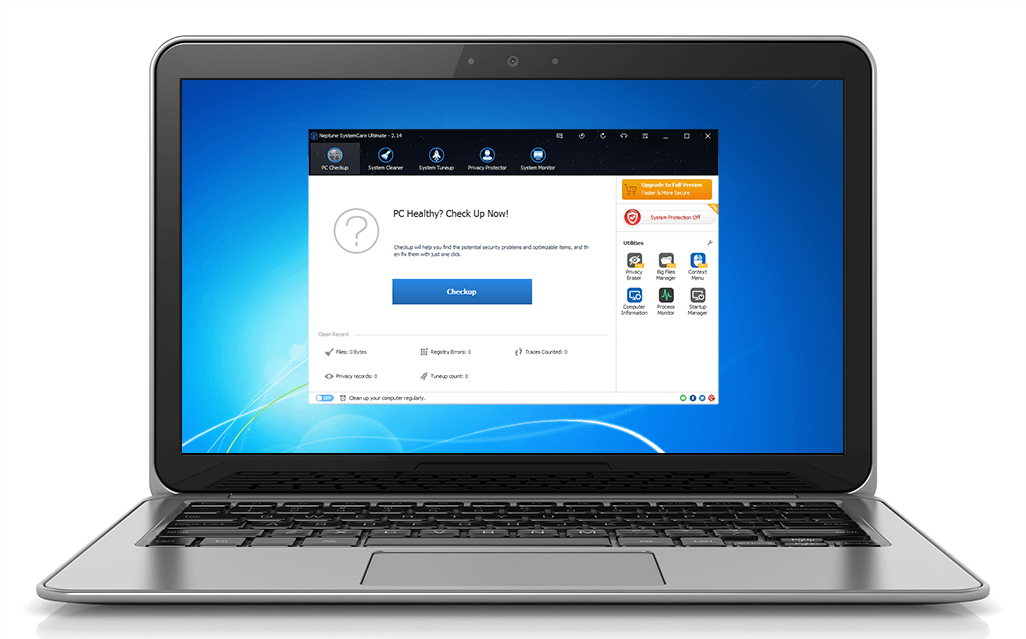 Neptune SystemCare Ultimate - 2.14
PC Checkup
System Cleaner
System Tuneup
Privacy Protector
System Monitor
PC Healthy? Check Up Now!
Checkup will help you find the potential security problems and optimizable items, and th
en fix them with just one click.
Checkup
Clean Record
Files: 0 Bytes
Registry Errors: 0
Traces Counted: 0
Privacy records: 0
Tuneup count: 0
OFF
Clean up your computer regularly.
Upgrade to Full Version
Faster & More Secure
System Protection Off
Utilities
Privacy
Eraser
Big Files
Manager
Context
Menu
Computer
Information
Process
Monitor
Startup
Manager